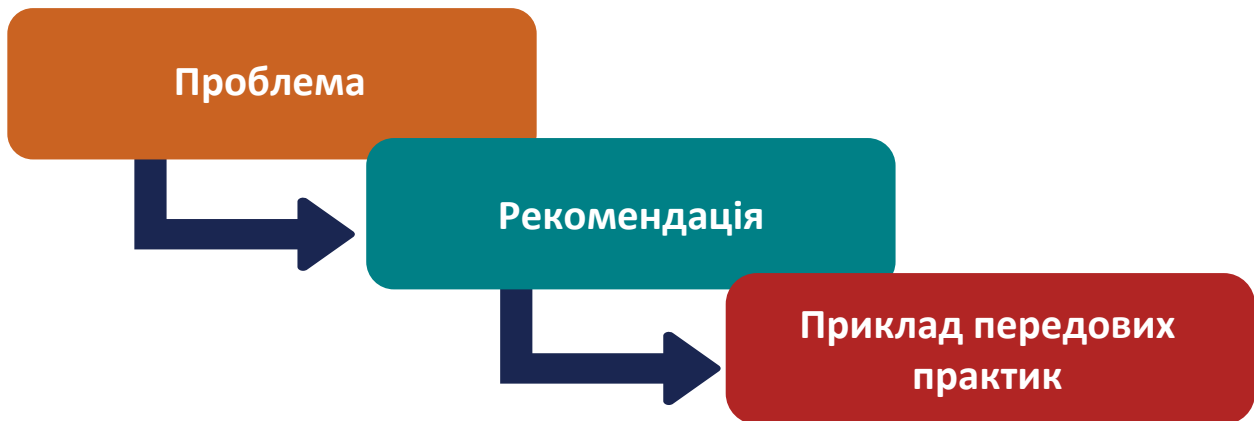 Проблема
Рекомендація
Приклад передових
практик